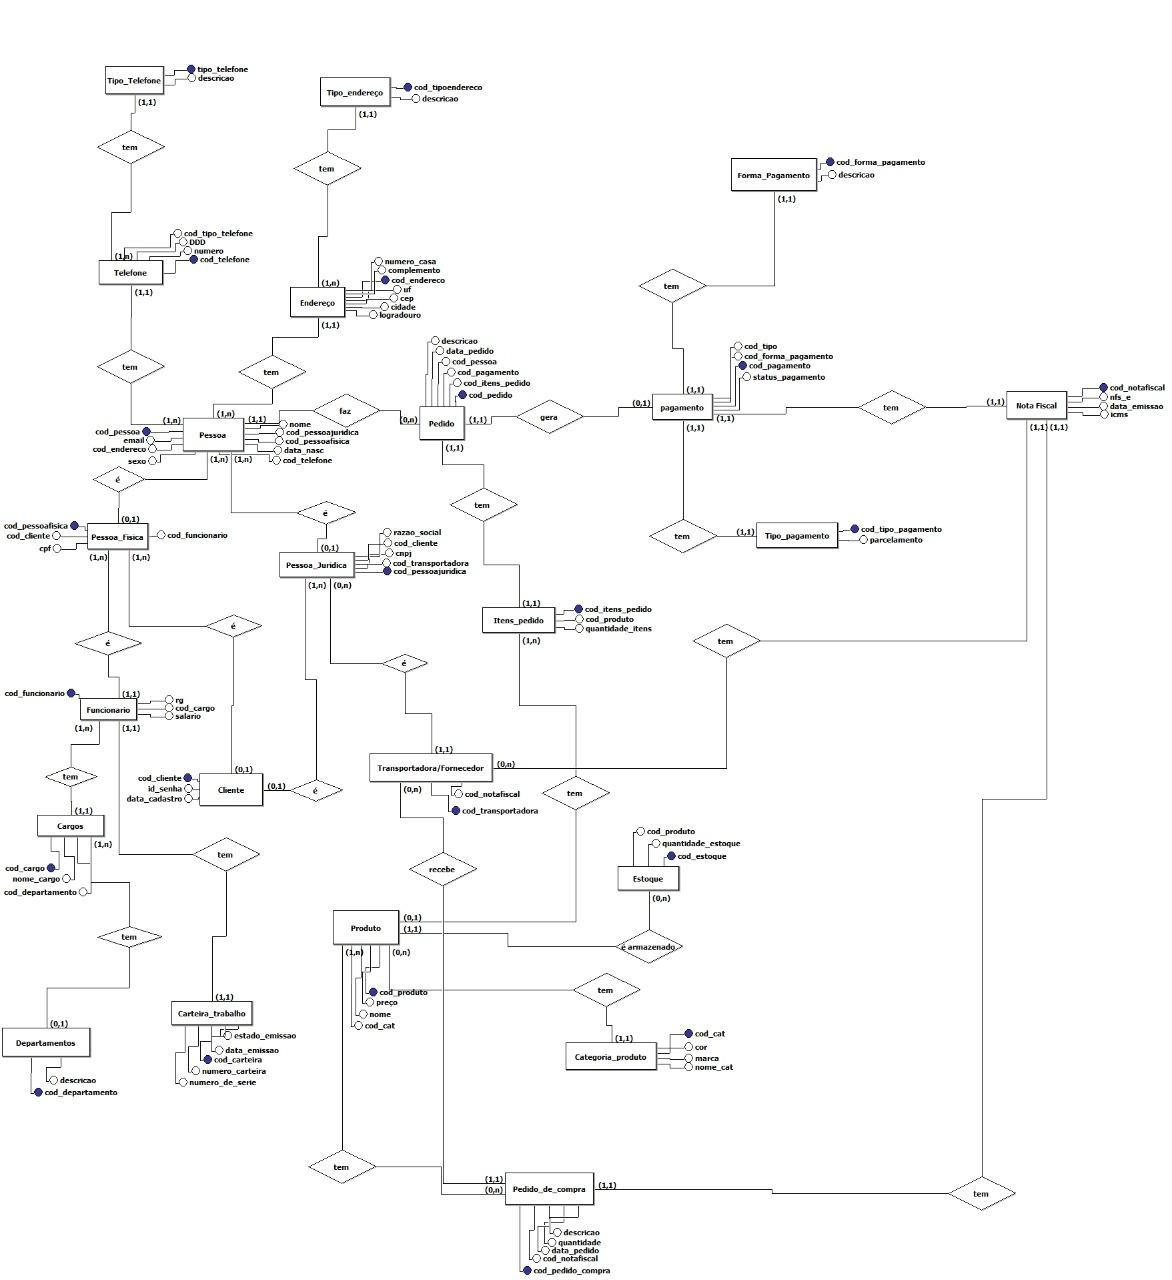 Tipo_Telefone
tipo_telefone
descricao
(1,1)
tem
Tipo_endereço
cod_tipoendereco
descricao
(1,1)
tem
Forma_Pagamento
cod_forma_pagamento
descricao
(1,1)
tem
cod_tipo_telefone
DDD
numero
cod_telefone
(1,n)
Telefone
(1,1)
tem
numero_casa
complemento
cod_endereco
uf
cep
cidade
logradouro
(1,n)
Endereço
(1,1)
tem
descricao
data_pedido
cod_pessoa
cod_pagamento
cod_itens_pedido
cod_pedido
faz
(0,n)
Pedido
(1,1)
(1,1)
gera
(0,1)
cod_tipo
cod_forma_pagamento
cod_pagamento
status_pagamento
(1,1)
pagamento
(1,1)
(1,1)
tem
(1,1)
Nota Fiscal
cod_notafiscal
nfs_e
data_emissao
icms
(1,1)
(1,1)
(1,n)
(1,n)
(1,1)
Pessoa
cod_pessoa
email
cod_endereco
sexo
nome
cod_pessoajuridica
cod_pessoafisica
data_nasc
cod_telefone
(1,n)
(1,n)
é
é
tem
tem
(1,1)
Tipo_pagamento
cod_tipo_pagamento
parcelamento
(0,1)
cod_pessoafisica
cod_cliente
cpf
Pessoa_Fisica
cod_funcionario
(1,n)
(1,n)
(0,1)
Pessoa_Juridica
razao_social
cod_cliente
cnpj
cod_transportadora
cod_pessoajuridica
(1,n)
(0,n)
(1,1)
Itens_pedido
cod_itens_pedido
cod_produto
quantidade_itens
(1,n)
é
é
é
tem
cod_funcionario
(1,1)
Funcionario
rg
cod_cargo
salario
(1,n)
(1,1)
tem
(0,1)
Cliente
cod_cliente
id_senha
data_cadastro
(0,1)
é
(1,1)
Transportadora/Fornecedor
(0,n)
(0,n)
cod_notafiscal
cod_transportadora
tem
(1,1)
Cargos
(1,n)
cod_cargo
nome_cargo
cod_departamento
tem
recebe
cod_produto
quantidade_estoque
cod_estoque
Estoque
(0,n)
tem
Produto
(0,1)
(1,1)
(1,n)
(0,n)
é armazenado
cod_produto
preço
nome
cod_cat
tem
(1,1)
Carteira_trabalho
estado_emissao
data_emissao
cod_carteira
numero_carteira
numero_de_serie
(0,1)
Departamentos
descricao
cod_departamento
(1,1)
Categoria_produto
cod_cat
cor
marca
nome_cat
tem
(1,1)
(0,n)
Pedido_de_compra
(1,1)
tem
descricao
quantidade
data_pedido
cod_notafiscal
cod_pedido_compra